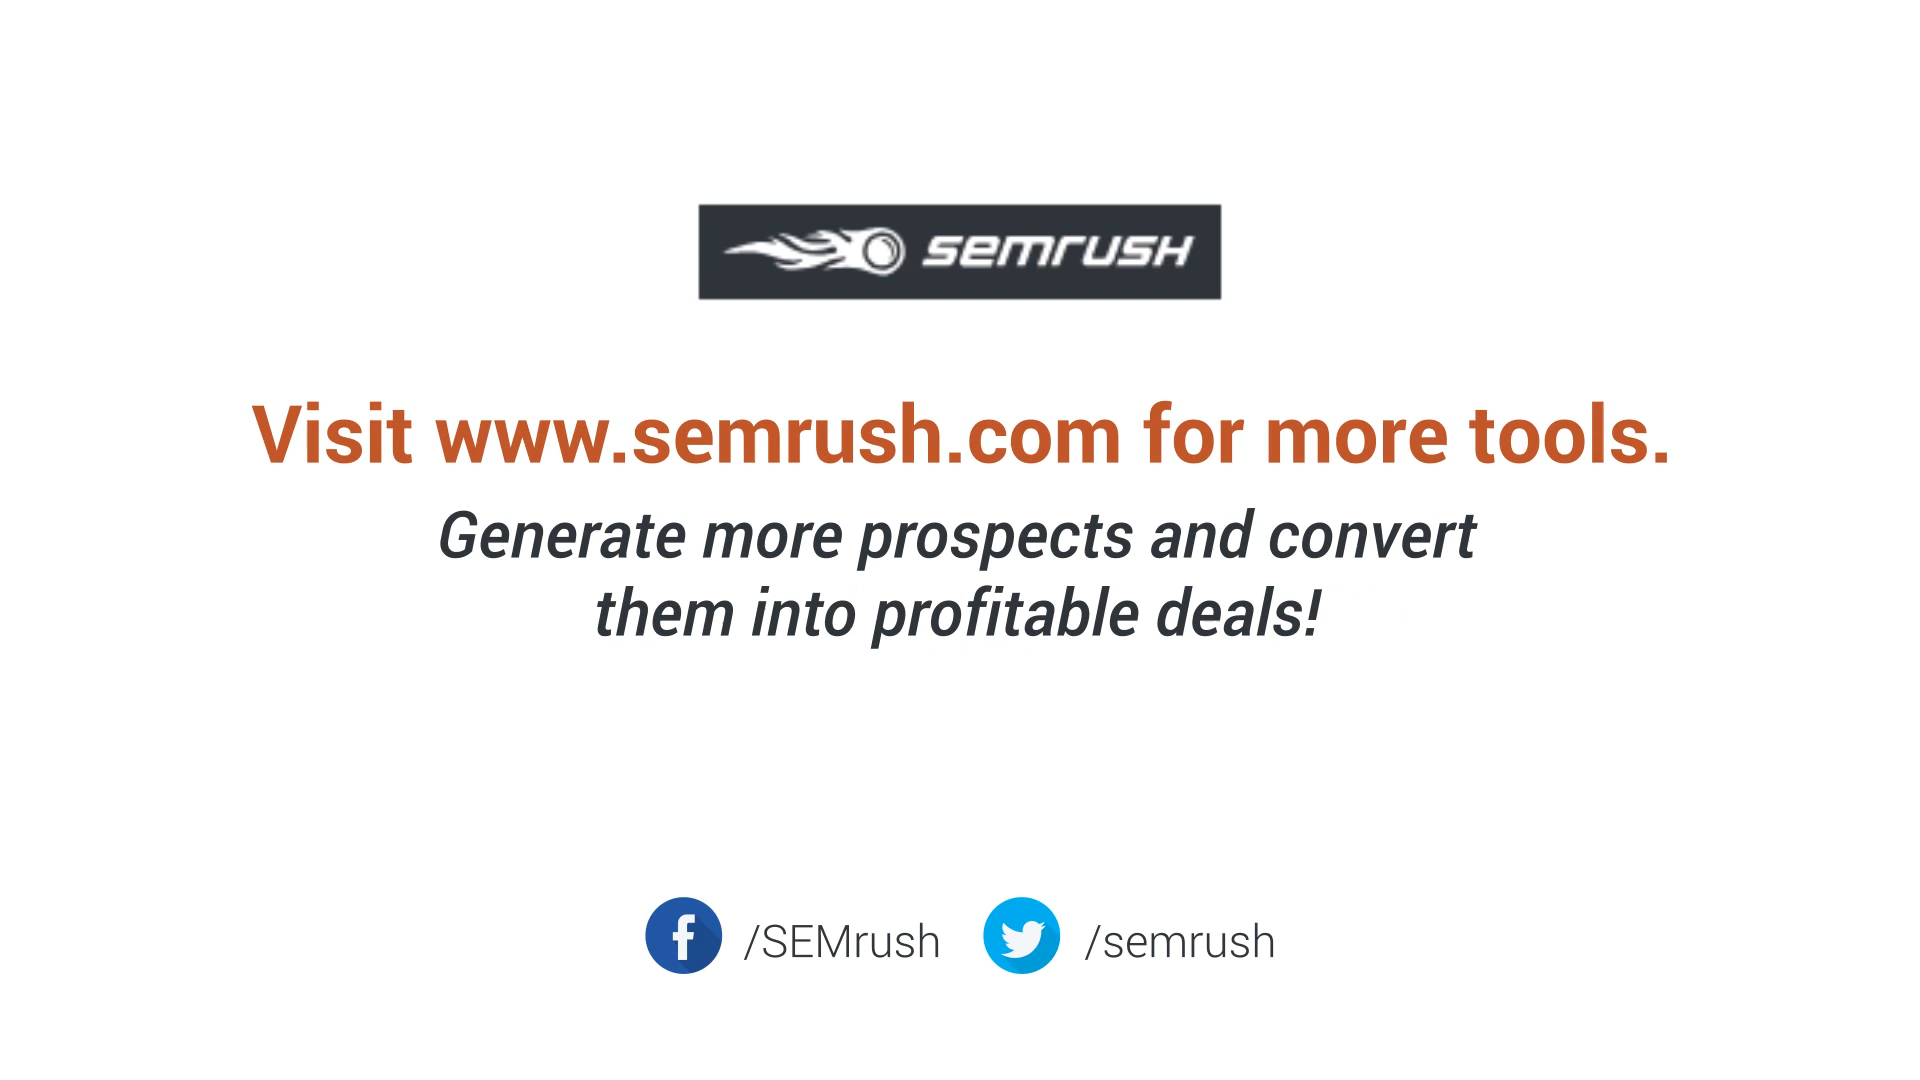 semrush
Visit www.semrush.com for more tools.
Generate more prospects and convert
them into profitable deals!
/SEMrush /semrush